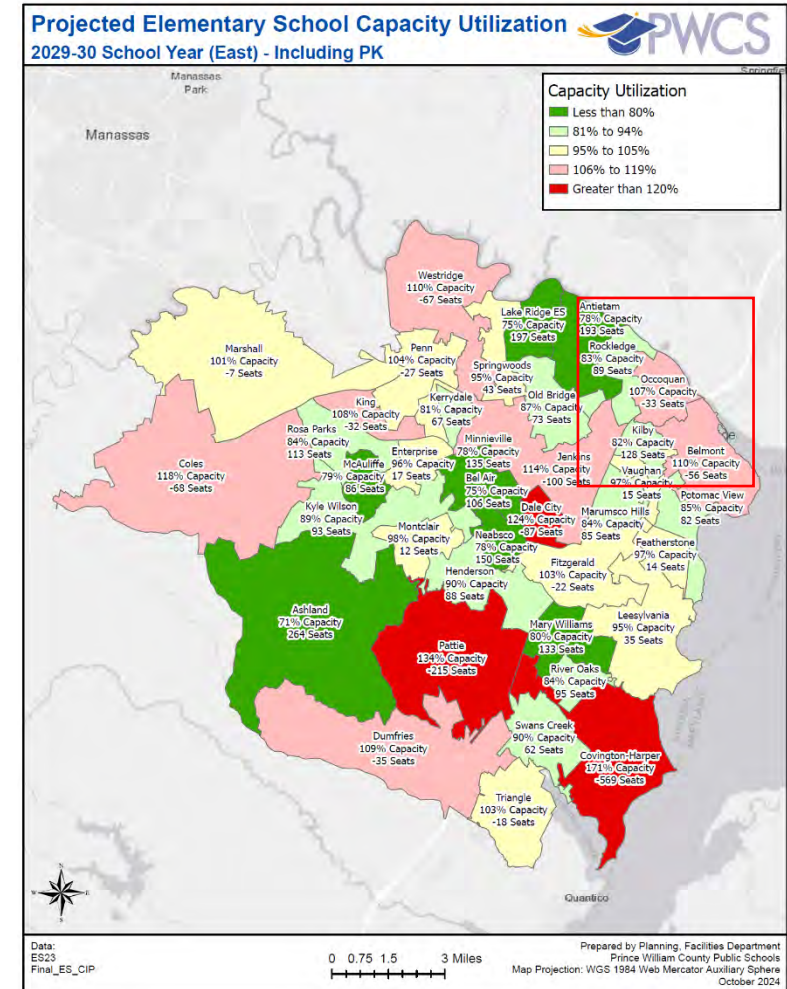 Projected Elementary School Capacity Utilization
2029-30 School Year (East) - Including PK
PWCS
Manassas
Park
Manassas
Capacity Utilization
Less than 80%
81% to 94%
95% to 105%
106% to 119%
Greater than 120%
Westridge
110% Capacity
-67 Seats
Lake Ridge ES
75% Capacity
197 Seats
Antietam
78% Capacity
193 Seats
Rockledge
83% Capacity
89 Seats
Marshall
101% Capacity
-7 Seats
Penn
104% Capacity
-27 Seats
Springwoods
95% Capacity
43 Seats
Occoquan
107% Capacity
-33 Seats
Old Bridge
87% Capacity
73 Seats
Kerrydale
81% Capacity
67 Seats
King
108% Capacity
-32 Seats
Rosa Parks
84% Capacity
113 Seats
Kilby
82% Capacity
128 Seats
Minnieville
78% Capacity
135 Seats
Belmont
110% Capacity
-56 Seats
Enterprise
96% Capacity
17 Seats
Jenkins
114% Capacity
-100 Seats
Coles
118% Capacity
-68 Seats
McAuliffe
79% Capacity
86 Seats
Vaughan
97% Capacity
15 Seats
Bel Air
75% Capacity
106 Seats
Potomac View
85% Capacity
82 Seats
Kyle Wilson
89% Capacity
93 Seats
Dale City
124% Capacity
-87 Seats
Marumsco Hills
84% Capacity
85 Seats
Montclair
98% Capacity
12 Seats
Neabsco
78% Capacity
150 Seats
Featherstone
97% Capacity
14 Seats
Fitzgerald
103% Capacity
-22 Seats
Henderson
90% Capacity
88 Seats
Ashland
71% Capacity
264 Seats
Leesylvania
95% Capacity
35 Seats
Mary Williams
80% Capacity
133 Seats
Pattie
134% Capacity
-215 Seats
River Oaks
84% Capacity
95 Seats
Swans Creek
90% Capacity
62 Seats
Dumfries
109% Capacity
-35 Seats
Covington-Harper
171% Capacity
-569 Seats
Triangle
103% Capacity
-18 Seats
Quantico
N
W
E
S
Data:
ES23
Final_ES_CIP
0 0.75 1.5 3 Miles
Prepared by Planning, Facilities Department
Prince William County Public Schools
Map Projection: WGS 1984 Web Mercator Auxiliary Sphere
October 2024